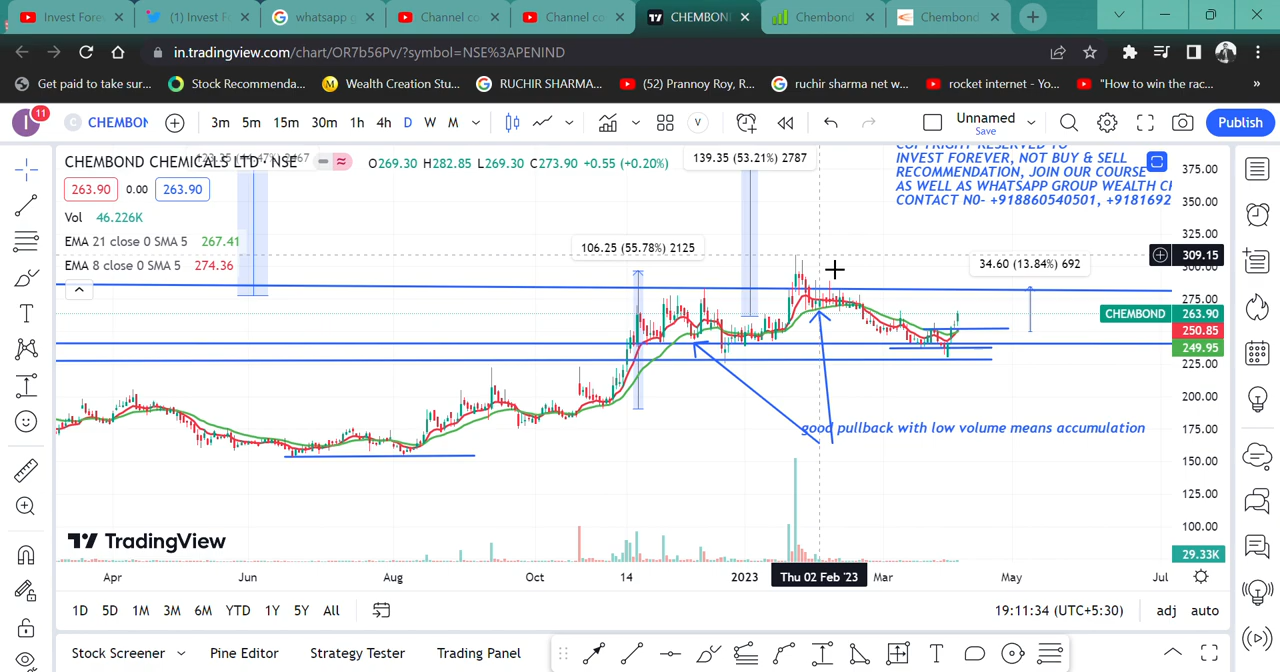 Invest Fores
(1) Invest F
whatsapp g
Channel co
Channel co
CHEMBON
Chembond
Chembond
in.tradingview.com/chart/OR7b56Pv/?symbol=NSE%3APENIND
Get paid to take sur...
Stock Recommenda...
Wealth Creation Stu...
RUCHIR SHARMA...
(52) Prannoy Roy, R...
ruchir sharma net w...
rocket internet - Yo...
"How to win the rac...
»
I
11
C CHEMBON
3m 5m 15m 30m 1h 4h D W M
V
Unnamed
Save
Publish
CHEMBOND CHEMICALS LTD · NSE
O269.30 H282.85 L269.30 C273.90 +0.55 (+0.20%)
139.35 (53.21%) 2787
COPYRIGHT RESERVED TO
INVEST FOREVER, NOT BUY & SELL
RECOMMENDATION, JOIN OUR COURSE
AS WELL AS WHATSAPP GROUP WEALTH
CONTACT N0- +918860540501, +9181692
263.90 0.00 263.90
Vol 46.226K
EMA 21 close 0 SMA 5 267.41
EMA 8 close 0 SMA 5 274.36
106.25 (55.78%) 2125
34.60 (13.84%) 692
375.00
350.00
325.00
309.15
300.00
275.00
CHEMBOND 263.90
250.85
249.95
225.00
200.00
175.00
150.00
125.00
100.00
29.33K
good pullback with low volume means accumulation
TradingView
Apr Jun Aug Oct 14 2023 Thu 02 Feb '23 Mar May Jul
1D 5D 1M 3M 6M YTD 1Y 5Y All
19:11:34 (UTC+5:30)
adj auto
Stock Screener
Pine Editor
Strategy Tester
Trading Panel